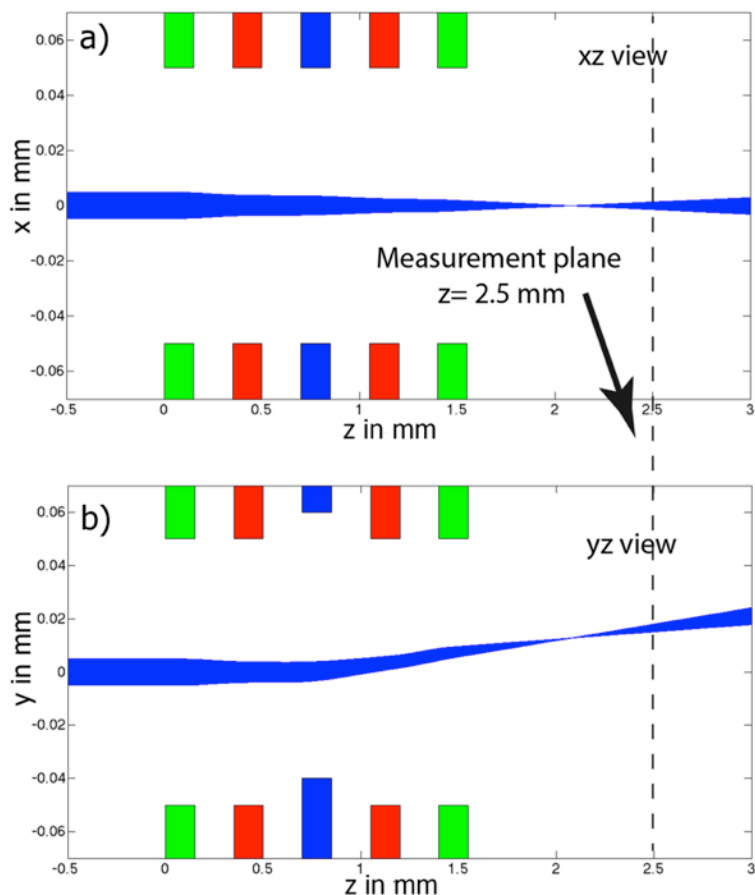 a)
xz view
0.06
0.04
0.02
0
-0.02
-0.04
-0.06
x in mm
Measurement plane
z= 2.5 mm
-0.5 0 0.5 1 1.5 2 2.5 3
z in mm
b)
yz view
0.06
0.04
0.02
0
-0.02
-0.04
-0.06
y in mm
-0.5 0 0.5 1 1.5 2 2.5 3
z in mm